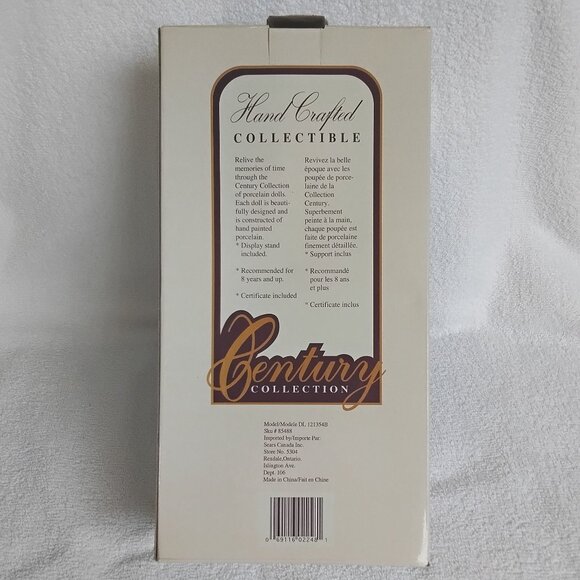 Hand Crafted
COLLECTIBLE
Relive the
memories of time
through the
Century Collection
of porcelain dolls.
Each doll is beauti-
fully designed and
is constructed of
hand painted
porcelain.
* Display stand
included.
* Recommended for
8 years and up.
* Certificate included
Revivez la belle
époque avec les
poupée de porce-
laine de la
Collection
Century.
Superbement
peinte à la main,
chaque poupée est
faite de porcelaine
finement détaillée.
* Support inclus
* Recommandé
pour les 8 ans
et plus
* Certificate inclus
Century
COLLECTION
Model/Modele DL 121354B
Sku # 85488
Imported by/Importe Par:
Sears Canada Inc.
Store No. 5304
Rexdale,Ontario.
Islington Ave.
Dept. 106
Made in China/Fait en Chine
0 69116 02248 1